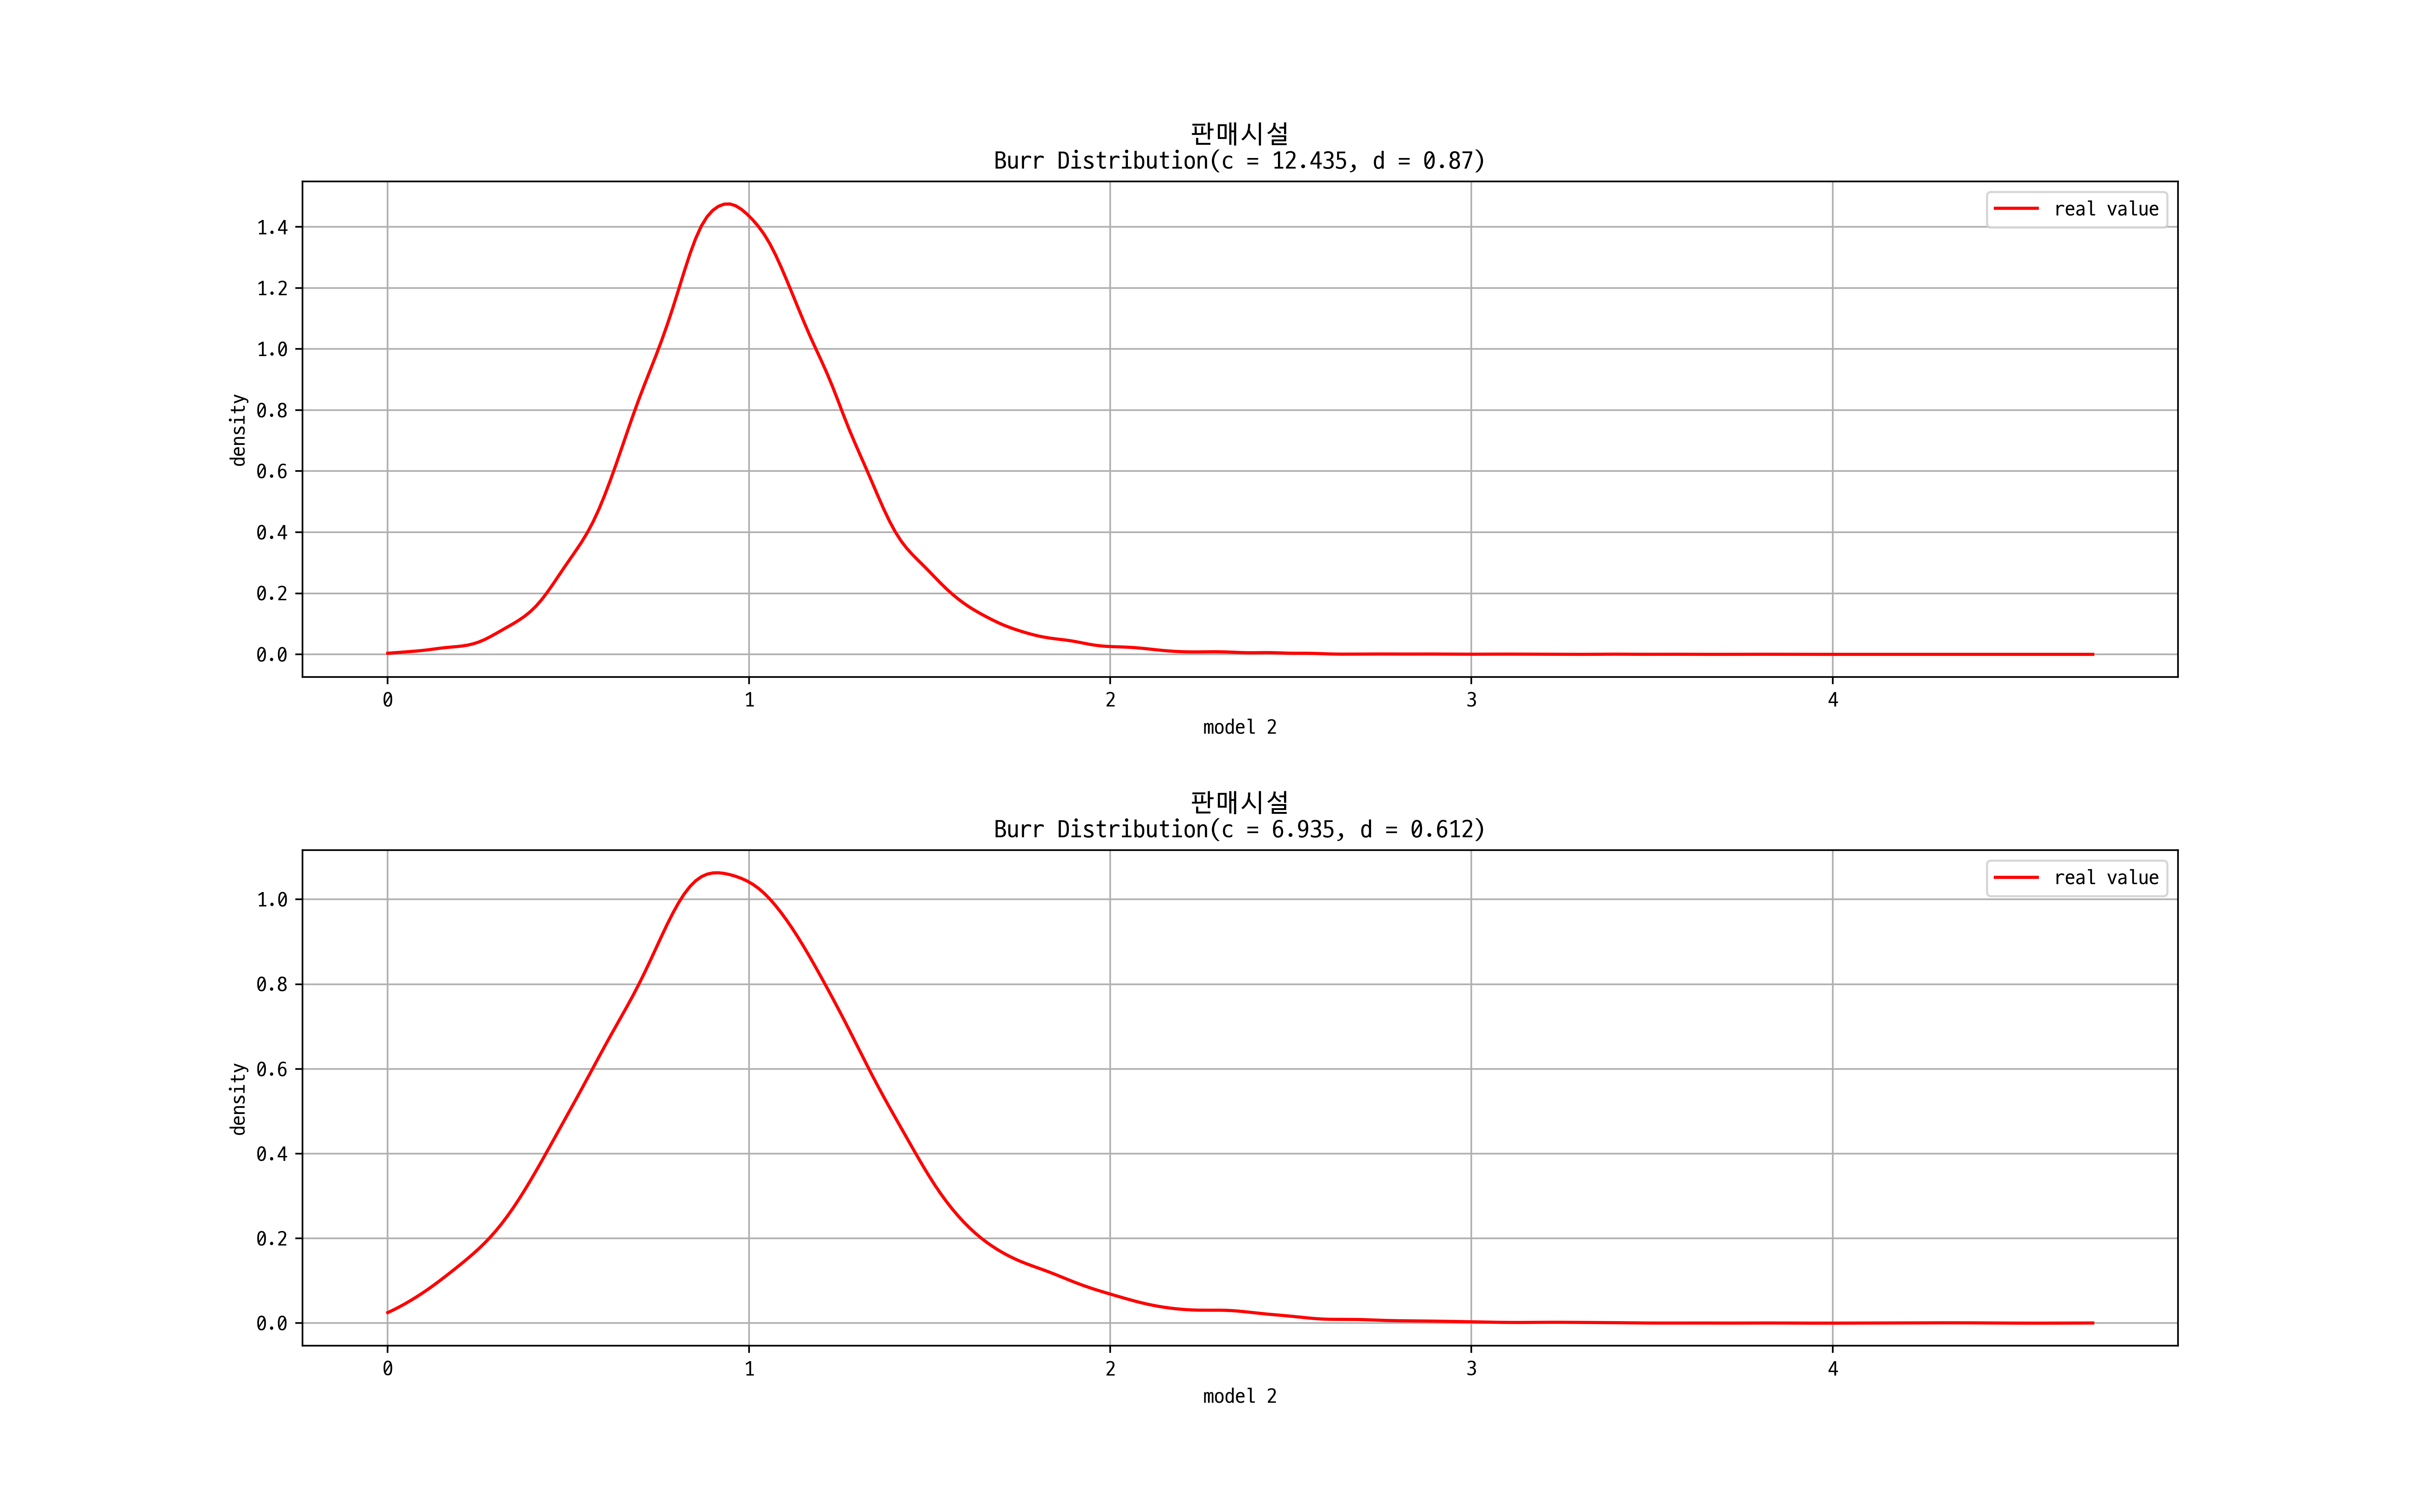 판매시설
Burr Distribution(c = 12.435, d = 0.87)
real value
1.4
1.2
1.0
0.8
0.6
0.4
0.2
0.0
density
0 1 2 3 4
model 2
판매시설
Burr Distribution(c = 6.935, d = 0.612)
real value
1.0
0.8
0.6
0.4
0.2
0.0
density
0 1 2 3 4
model 2